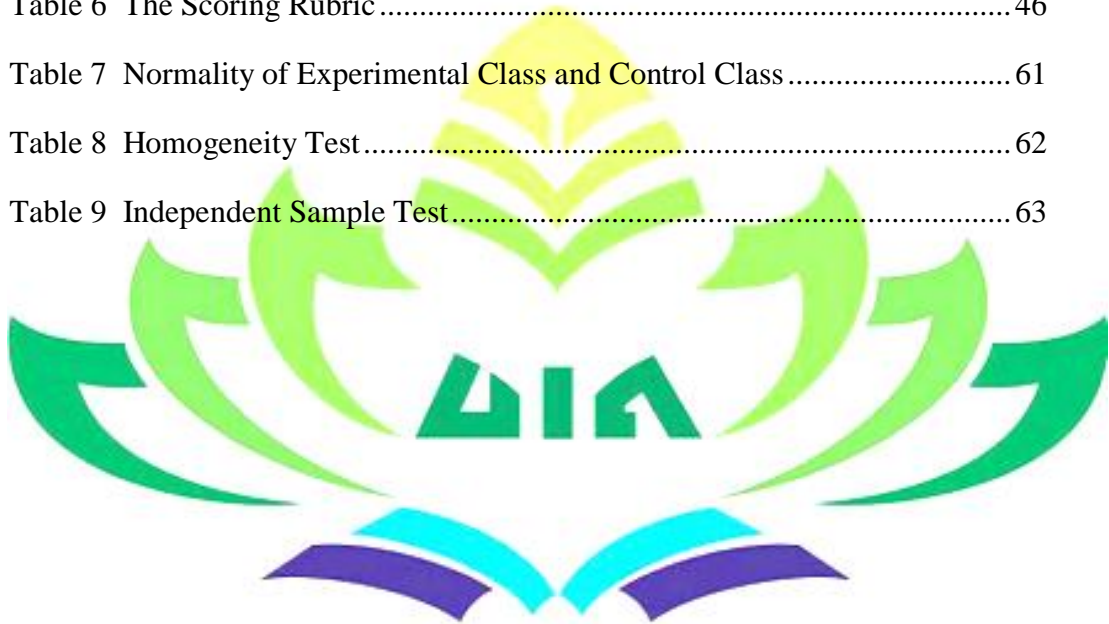 Table 6 The Scoring Rubric ........................................................................................ 46
Table 7 Normality of Experimental Class and Control Class ............................. 61
Table 8 Homogeneity Test .......................................................................................... 62
Table 9 Independent Sample Test .............................................................................. 63
UIN